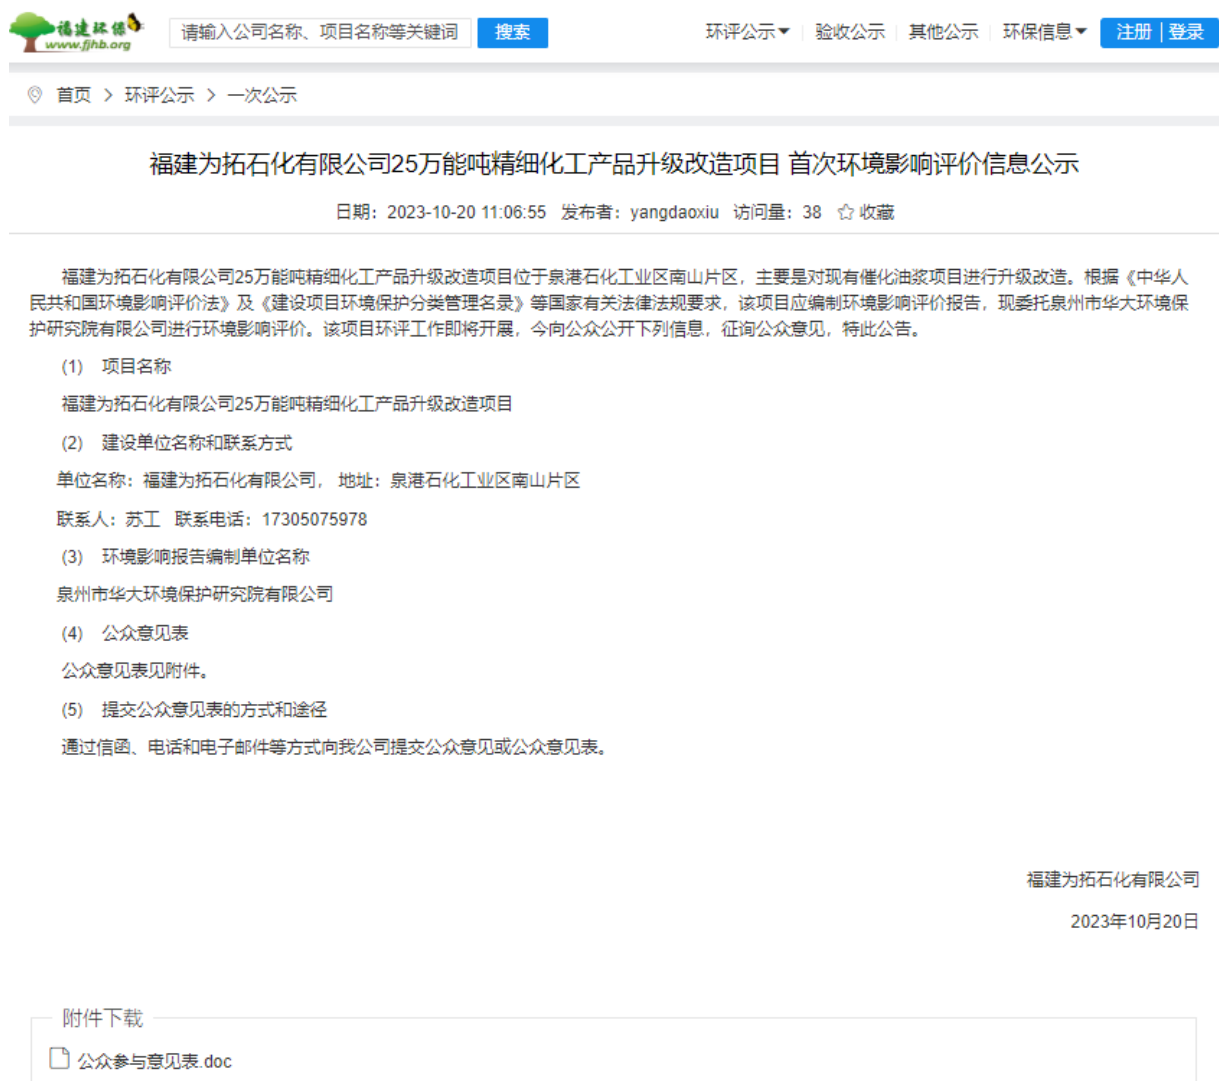 福建环保
www.fjhb.org
请输入公司名称、项目名称等关键词
搜索
环评公示 验收公示 其他公示 环保信息 注册 | 登录
首页 > 环评公示 > 一次公示
福建为拓石化有限公司25万能吨精细化工产品升级改造项目 首次环境影响评价信息公示
日期：2023-10-20 11:06:55 发布者：yangdaoxiu 访问量：38 收藏
福建为拓石化有限公司25万能吨精细化工产品升级改造项目位于泉港石化工业区南山片区，主要是对现有催化油浆项目进行升级改造。根据《中华人
民共和国环境影响评价法》及《建设项目环境保护分类管理名录》等国家有关法律法规要求，该项目应编制环境影响评价报告，现委托泉州市华大环境保
护研究院有限公司进行环境影响评价。该项目环评工作即将开展，今向公众公开下列信息，征询公众意见，特此公告。
(1) 项目名称
福建为拓石化有限公司25万能吨精细化工产品升级改造项目
(2) 建设单位名称和联系方式
单位名称：福建为拓石化有限公司， 地址：泉港石化工业区南山片区
联系人：苏工 联系电话：17305075978
(3) 环境影响报告编制单位名称
泉州市华大环境保护研究院有限公司
(4) 公众意见表
公众意见表见附件。
(5) 提交公众意见表的方式和途径
通过信函、电话和电子邮件等方式向我公司提交公众意见或公众意见表。
福建为拓石化有限公司
2023年10月20日
附件下载
公众参与意见表.doc